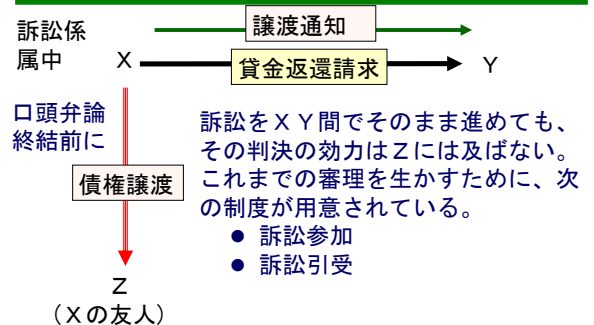 訴訟係
属中
譲渡通知
X
貸金返還請求
Y
口頭弁論
終結前に
債権譲渡
訴訟をXY間でそのまま進めても、
その判決の効力はZには及ばない。
これまでの審理を生かすために、次
の制度が用意されている。
● 訴訟参加
● 訴訟引受
Z
(Xの友人)